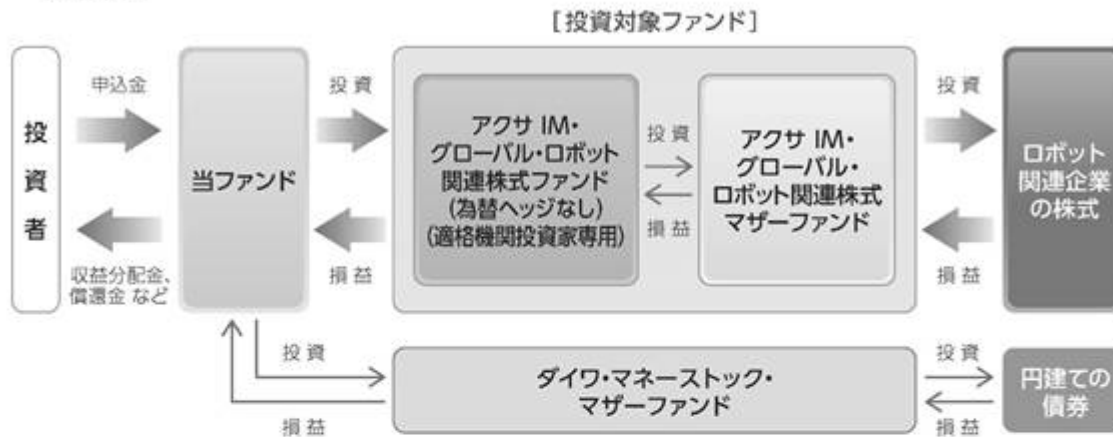 [投資対象ファンド]
投資者
申込金
収益分配金、
償還金 など
当ファンド
投資
損益
アクサ IM・
グローバル・ロボット
関連株式ファンド
(為替ヘッジなし)
(適格機関投資家専用)
投資
損益
アクサ IM・
グローバル・
ロボット関連株式
マザーファンド
投資
損益
ロボット
関連企業
の株式
投資
損益
ダイワ・マネーストック・
マザーファンド
投資
損益
円建ての
債券